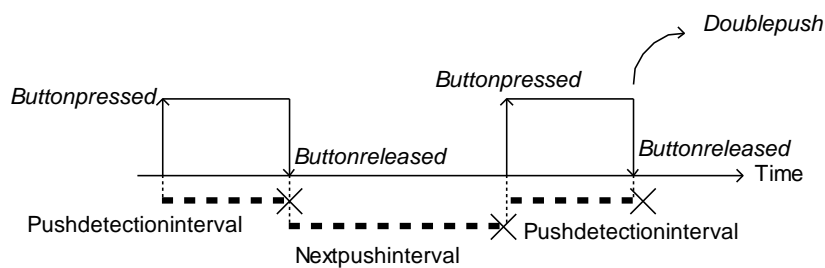 Doublepush
Buttonpressed
Buttonpressed
Buttonreleased
Buttonreleased
Time
Pushdetectioninterval
Nextpushinterval
Pushdetectioninterval